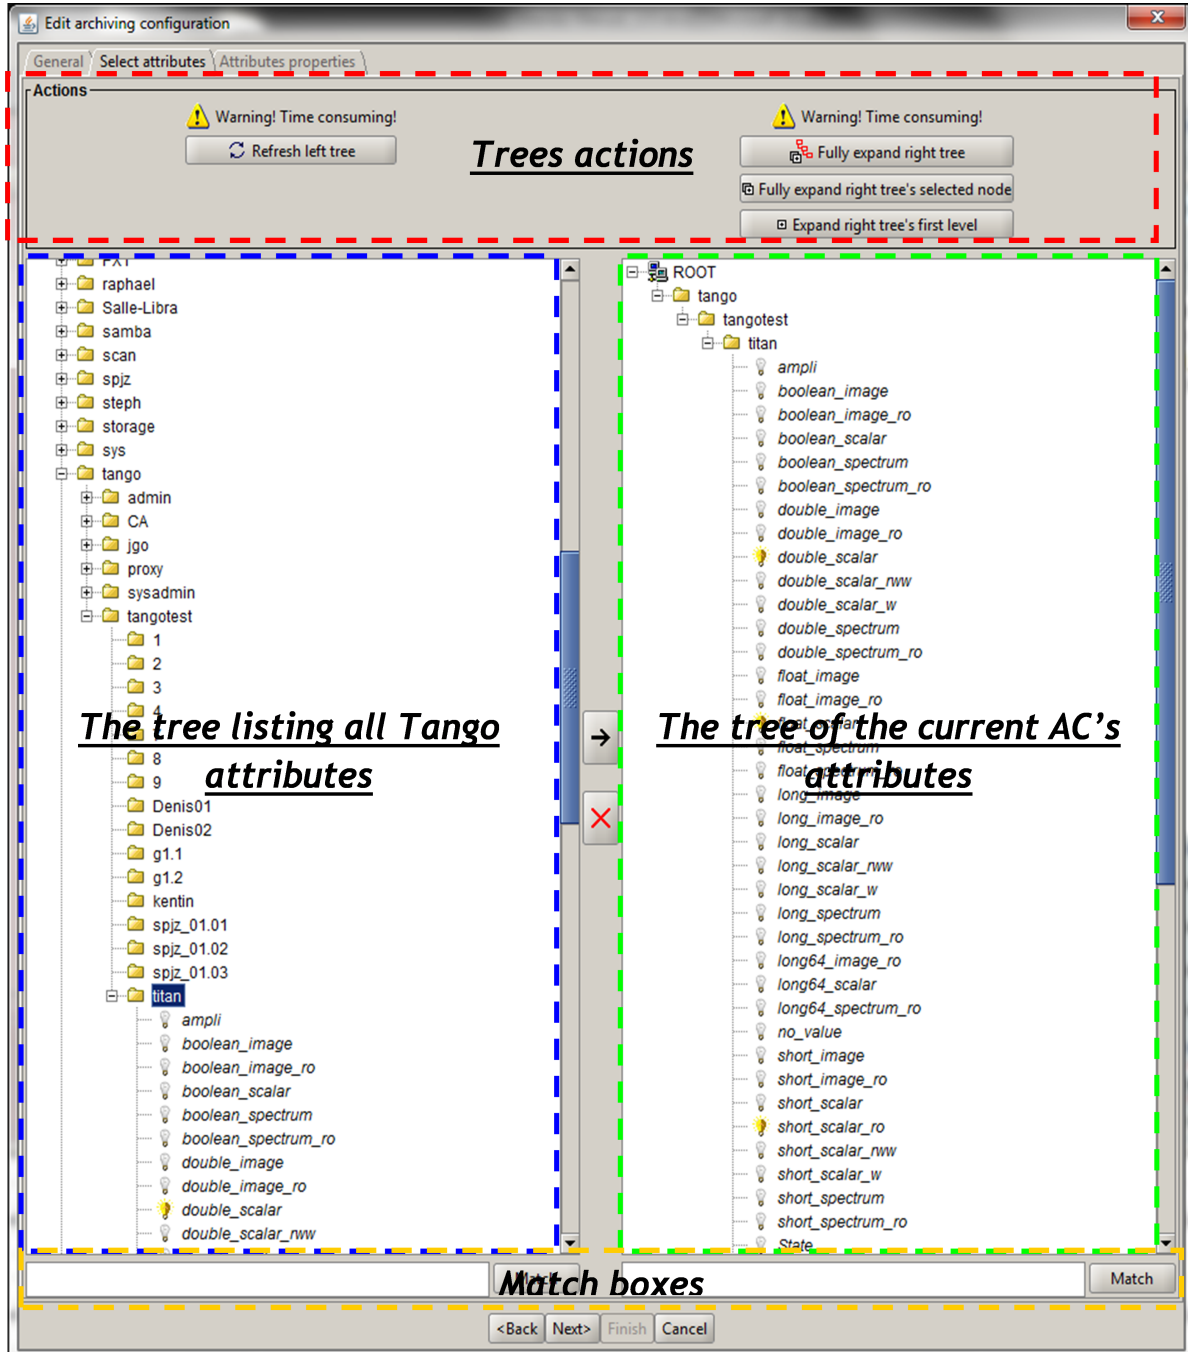 Edit archiving configuration
General Select attributes Attributes properties
Actions
Warning! Time consuming!
Refresh left tree
Trees actions
Warning! Time consuming!
Fully expand right tree
Fully expand right tree's selected node
Expand right tree's first level
raphael
Salle-Libra
samba
scan
spjz
steph
storage
sys
tango
admin
CA
jgo
proxy
sysadmin
tangotest
1
2
3
4
8
9
Denis01
Denis02
g1.1
g1.2
kentin
spjz_01.01
spjz_01.02
spjz_01.03
titan
ampli
boolean_image
boolean_image_ro
boolean_scalar
boolean_spectrum
boolean_spectrum_ro
double_image
double_image_ro
double_scalar
double_scalar_rww
The tree listing all Tango
attributes
ROOT
tango
tangotest
titan
ampli
boolean_image
boolean_image_ro
boolean_scalar
boolean_spectrum
boolean_spectrum_ro
double_image
double_image_ro
double_scalar
double_scalar_rww
double_scalar_w
double_spectrum
double_spectrum_ro
float_image
float_image_ro
float_scalar
float_spectrum
float_spectrum_ro
long_image
long_image_ro
long_scalar
long_scalar_rww
long_scalar_w
long_spectrum
long_spectrum_ro
long64_image_ro
long64_scalar
long64_spectrum_ro
no_value
short_image
short_image_ro
short_scalar
short_scalar_ro
short_scalar_rww
short_scalar_w
short_spectrum
short_spectrum_ro
State
The tree of the current AC’s
attributes
Match
Match boxes
Match
<Back Next> Finish Cancel